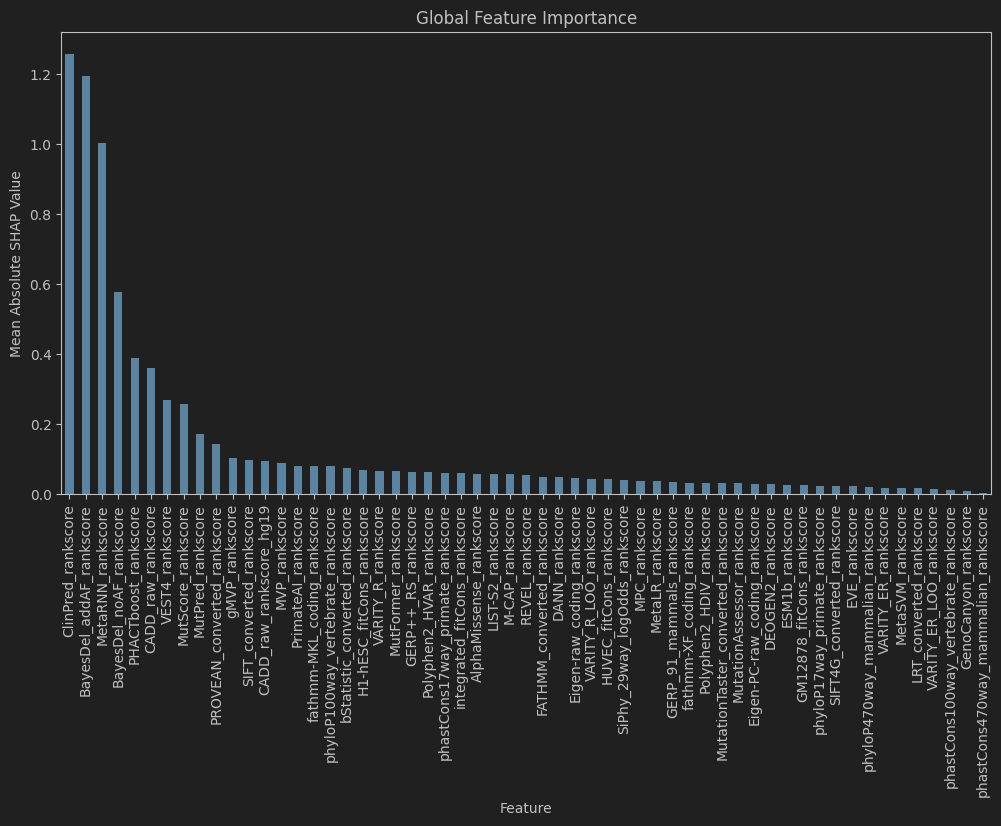 Global Feature Importance
Mean Absolute SHAP Value
1.2
1.0
0.8
0.6
0.4
0.2
0.0
ClinPred_rankscore
BayesDel_addAF_rankscore
MetaRNN_rankscore
BayesDel_noAF_rankscore
PHACTboost_rankscore
CADD_raw_rankscore
VEST4_rankscore
MutScore_rankscore
MutPred_rankscore
PROVEAN_converted_rankscore
gMVP_rankscore
SIFT_converted_rankscore
CADD_raw_rankscore_hg19
MVP_rankscore
PrimateAI_rankscore
fathmm-MKL_coding_rankscore
phyloP100way_vertebrate_rankscore
bStatistic_converted_rankscore
H1-hESC_fitCons_rankscore
VARITY_R_rankscore
MutFormer_rankscore
GERP++_RS_rankscore
Polyphen2_HVAR_rankscore
phastCons17way_primate_rankscore
integrated_fitCons_rankscore
AlphaMissense_rankscore
LIST-S2_rankscore
M-CAP_rankscore
REVEL_rankscore
FATHMM_converted_rankscore
DANN_rankscore
Eigen-raw_coding_rankscore
VARITY_R_LOO_rankscore
HUVEC_fitCons_rankscore
SiPhy_29way_logOdds_rankscore
MPC_rankscore
MetaLR_rankscore
GERP_91_mammals_rankscore
fathmm-XF_coding_rankscore
Polyphen2_HDIV_rankscore
MutationTaster_converted_rankscore
MutationAssessor_rankscore
Eigen-PC-raw_coding_rankscore
DEOGEN2_rankscore
ESM1b_rankscore
GM12878_fitCons_rankscore
phyloP17way_primate_rankscore
SIFT4G_converted_rankscore
EVE_rankscore
phyloP470way_mammalian_rankscore
VARITY_ER_rankscore
MetaSVM_rankscore
LRT_converted_rankscore
VARITY_ER_LOO_rankscore
phastCons100way_vertebrate_rankscore
GenoCanyon_rankscore
phastCons470way_mammalian_rankscore
Feature